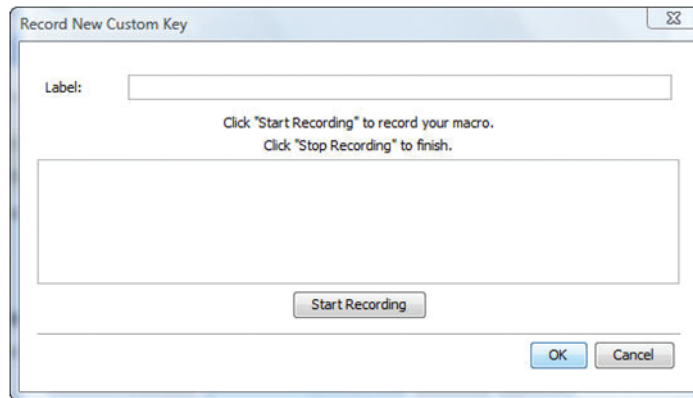 Record New Custom Key
Label:
Click "Start Recording" to record your macro.
Click "Stop Recording" to finish.
Start Recording
OK Cancel